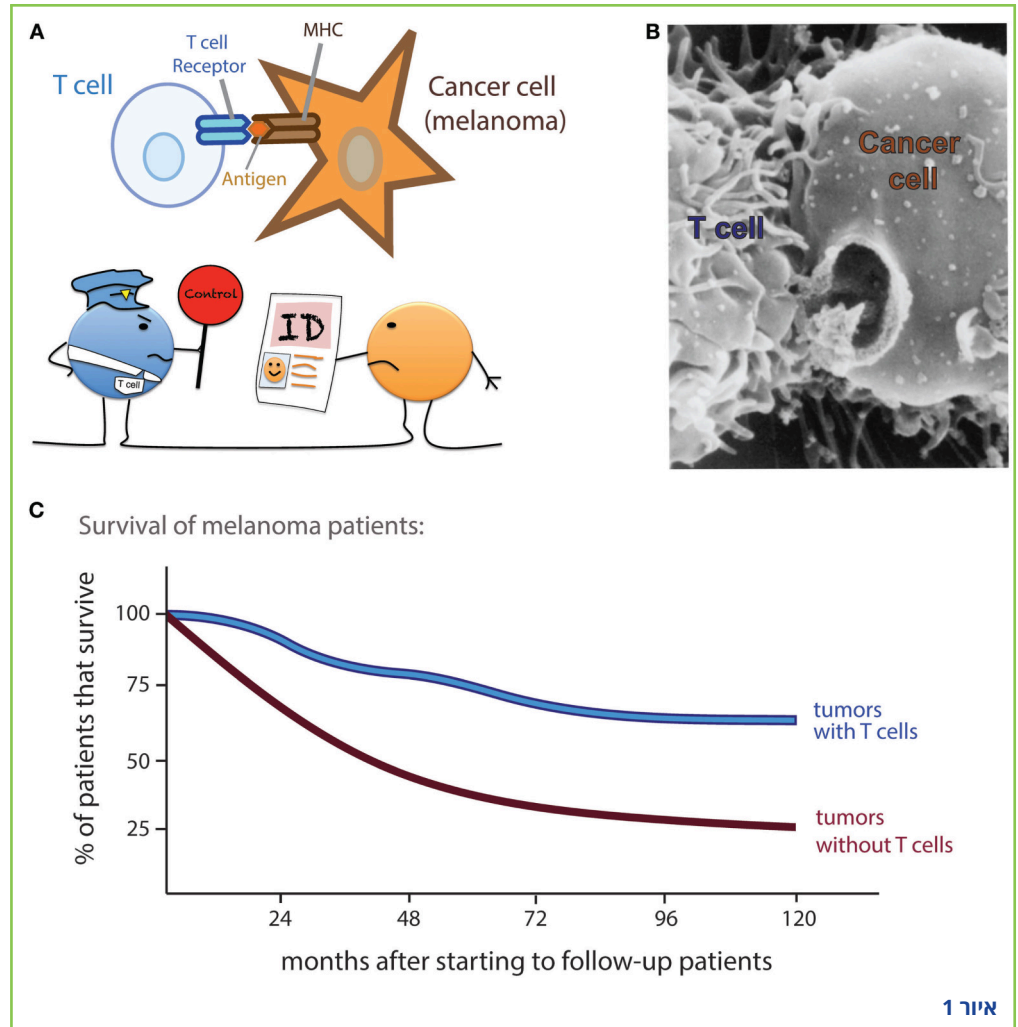 A
MHC
T cell
Receptor
T cell
Cancer cell
(melanoma)
Antigen
Control
ID
T cell
B
Cancer
cell
T cell
C
Survival of melanoma patients:
% of patients that survive
100
75
50
25
tumors
with T cells
tumors
without T cells
24
48
72
96
120
months after starting to follow-up patients
איור 1